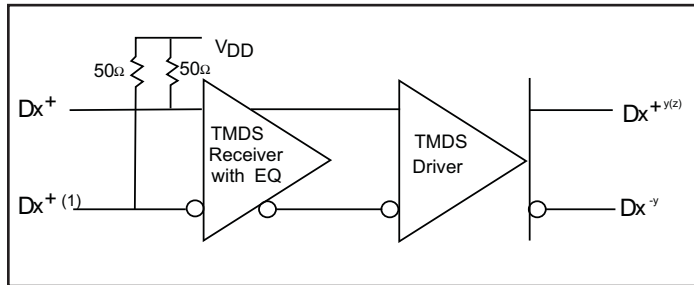 VDD
50Ω
50Ω
Dx+
TMDS
Receiver
with EQ
TMDS
Driver
Dx+ y(z)
Dx+ (1)
Dx-y